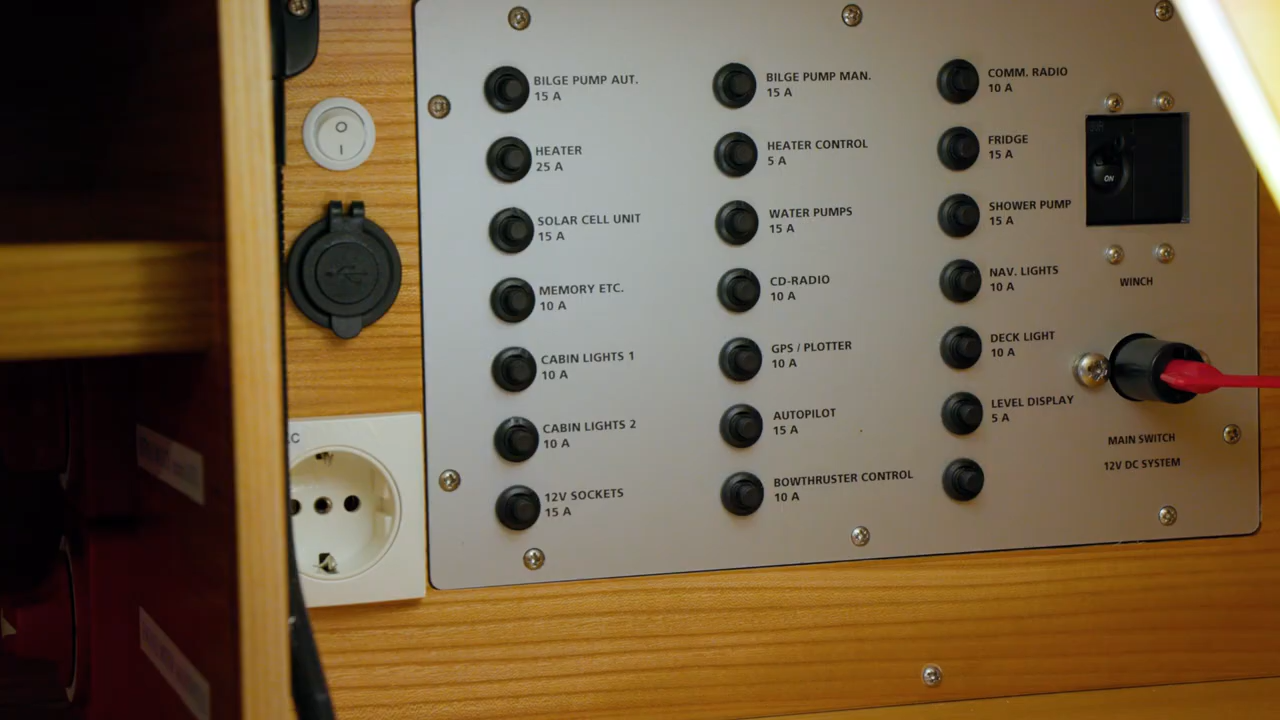 BILGE PUMP AUT.
15 A
HEATER
25 A
SOLAR CELL UNIT
15 A
MEMORY ETC.
10 A
CABIN LIGHTS 1
10 A
CABIN LIGHTS 2
10 A
12V SOCKETS
15 A
BILGE PUMP MAN.
15 A
HEATER CONTROL
5 A
WATER PUMPS
15 A
CD-RADIO
10 A
GPS / PLOTTER
10 A
AUTOPILOT
15 A
BOWTHRUSTER CONTROL
10 A
COMM. RADIO
10 A
FRIDGE
15 A
SHOWER PUMP
15 A
NAV. LIGHTS
10 A
DECK LIGHT
10 A
LEVEL DISPLAY
5 A
ON
WINCH
MAIN SWITCH
12V DC SYSTEM
O
I